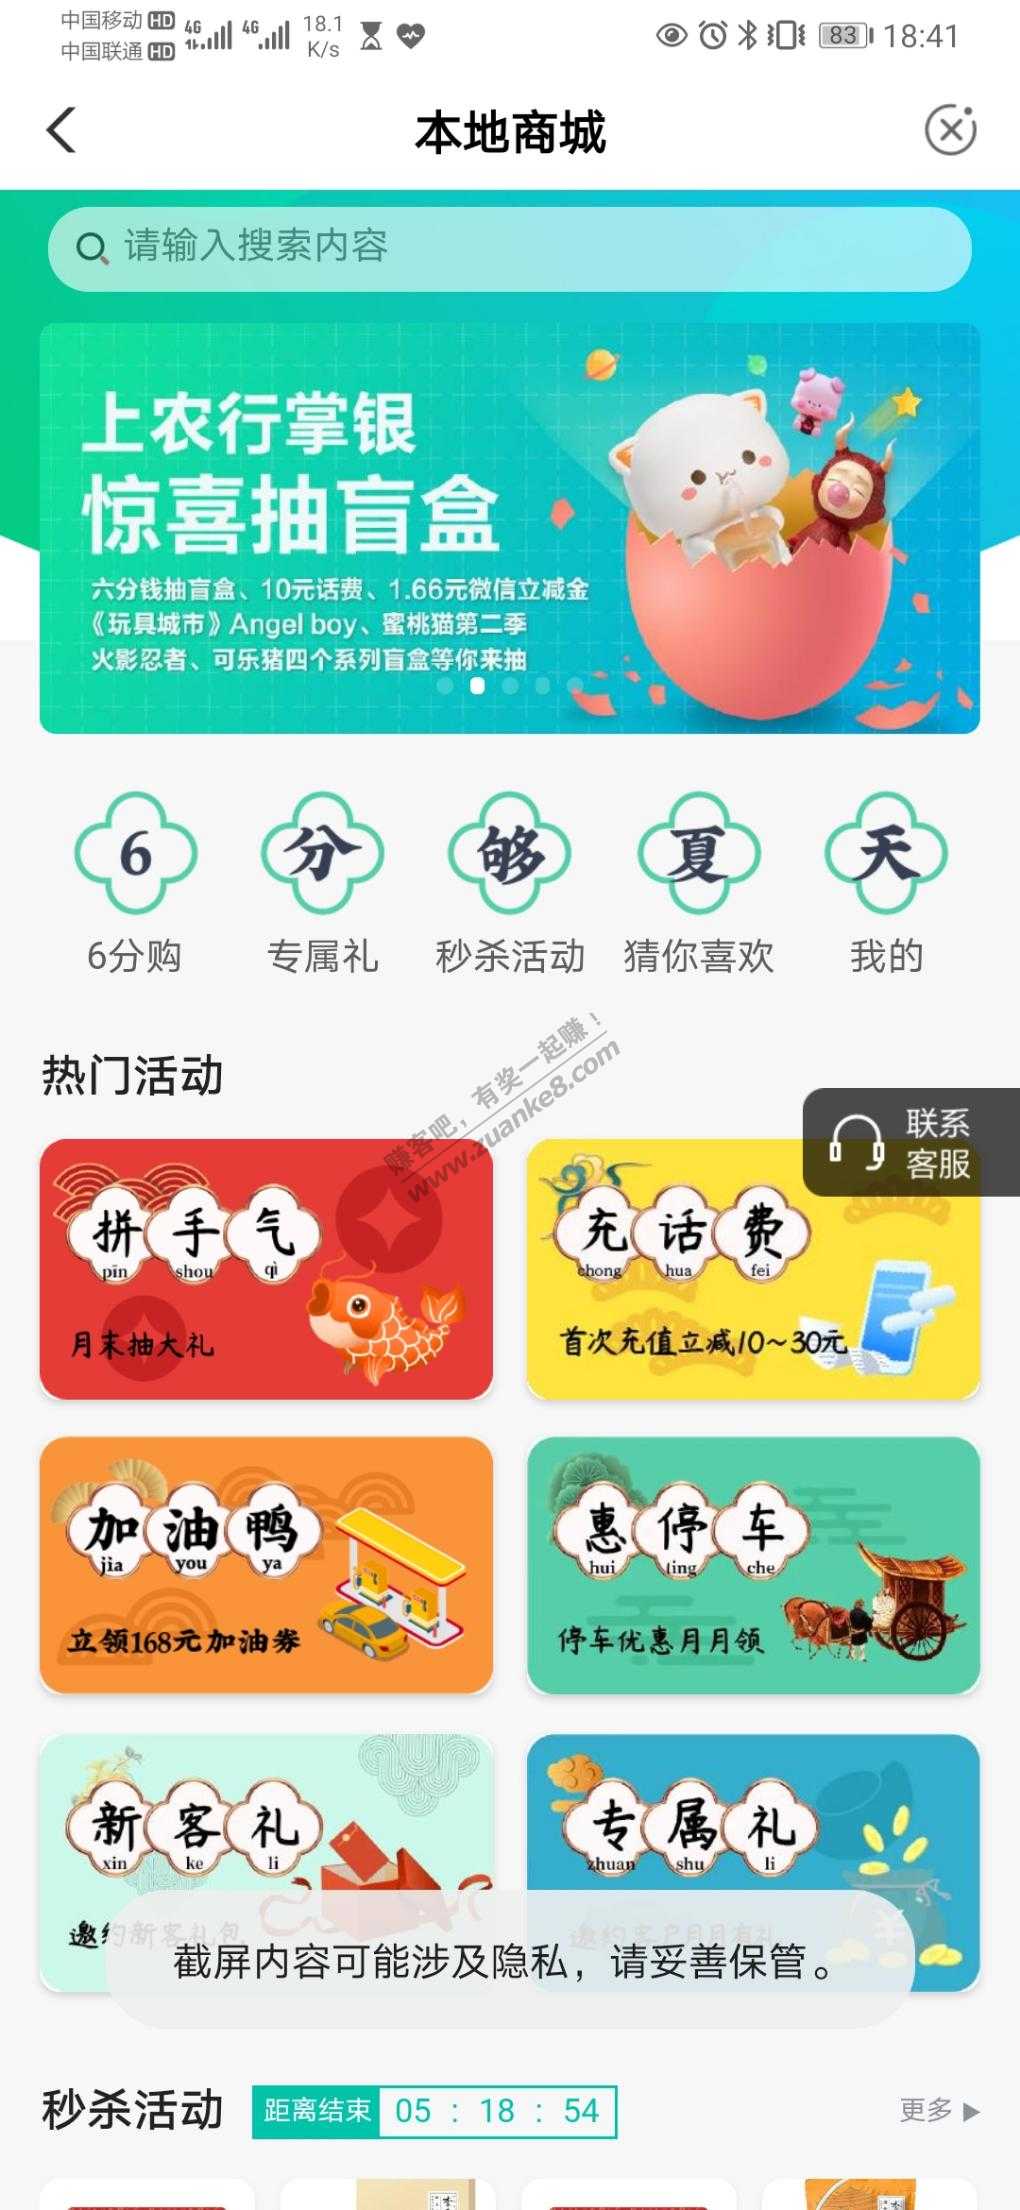 中国移动 HD 4G 4G 18.1 83 18:41
中国联通 HD K/s
本地商城
请输入搜索内容
上农行掌银
惊喜抽盲盒
六分钱抽盲盒、10元话费、1.66元微信立减金
《玩具城市》Angel boy、蜜桃猫第二季
火影忍者、可乐猪四个系列盲盒等你来抽
6 分 够 夏 天
6分购 专属礼 秒杀活动 猜你喜欢 我的
热门活动
赚客吧，有奖一起赚！
www.zuanke8.com
联系
客服
拼手气
pin shou qi
月末抽大礼
充话费
chong hua fei
首次充值立减10~30元
加油鸭
jia you ya
立领168元加油券
惠停车
hui ting che
停车优惠月月领
新客礼
xin ke li
邀约新客礼包
专属礼
zhuan shu li
邀约客户月月有礼
截屏内容可能涉及隐私，请妥善保管。
秒杀活动 距离结束 05 : 18 : 54 更多